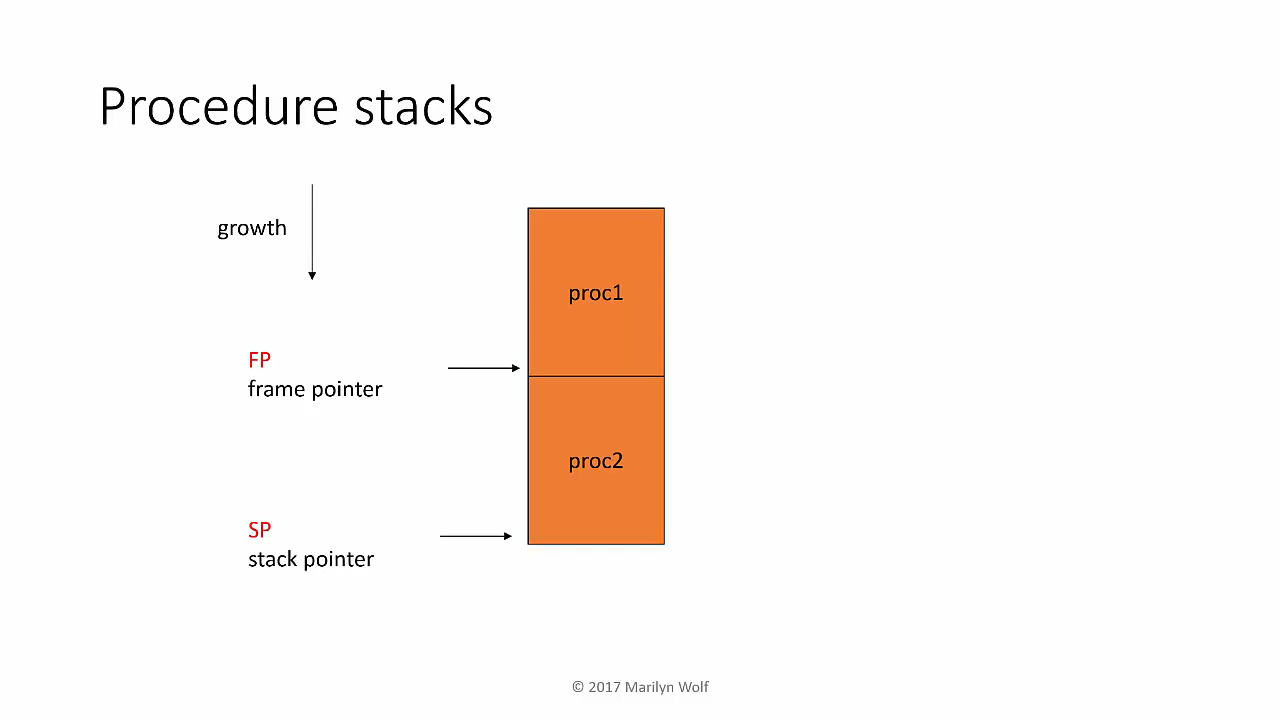 Procedure stacks
growth
proc1
FP
frame pointer
proc2
SP
stack pointer
© 2017 Marilyn Wolf